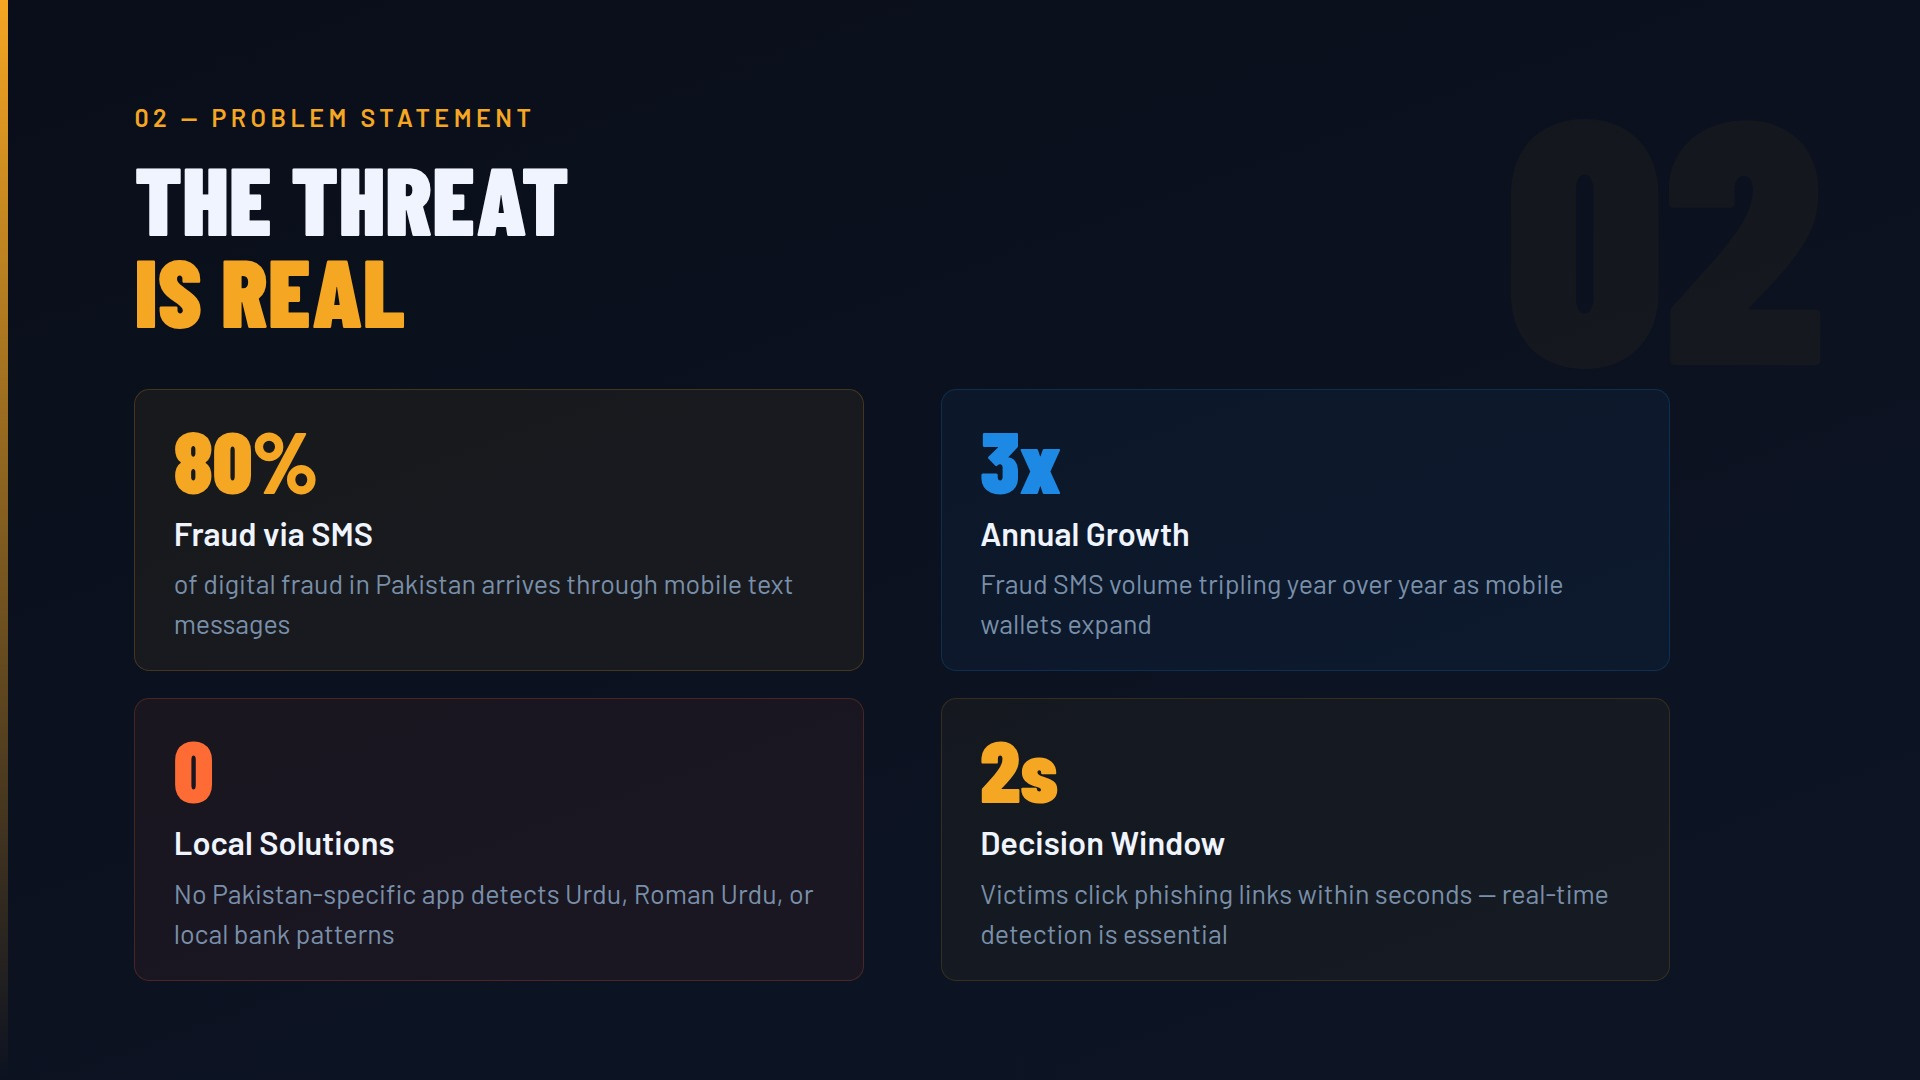 02 — PROBLEM STATEMENT
THE THREAT
IS REAL
02
80%
Fraud via SMS
of digital fraud in Pakistan arrives through mobile text
messages
3x
Annual Growth
Fraud SMS volume tripling year over year as mobile
wallets expand
0
Local Solutions
No Pakistan-specific app detects Urdu, Roman Urdu, or
local bank patterns
2s
Decision Window
Victims click phishing links within seconds — real-time
detection is essential